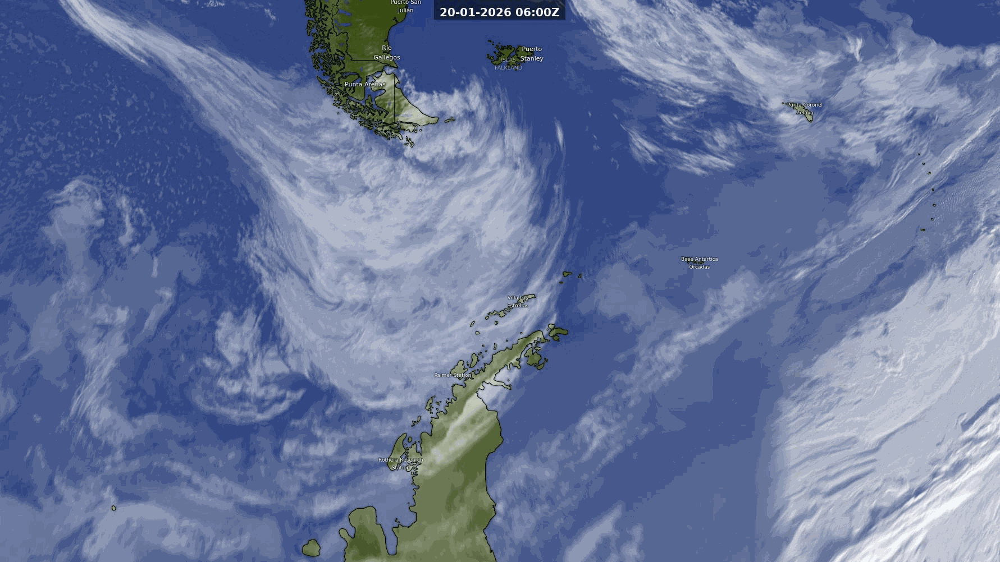 Puerto San
Julián
20-01-2026 06:00Z
Río
Gallegos
Puerto
Stanley
ISLAS
FALKLAND
Punta Arenas
Punta Coronel
Zelaya
Base Antartica
Orcadas
Villa Las
Estrellas
Palmer Station
Rothera Research
Station